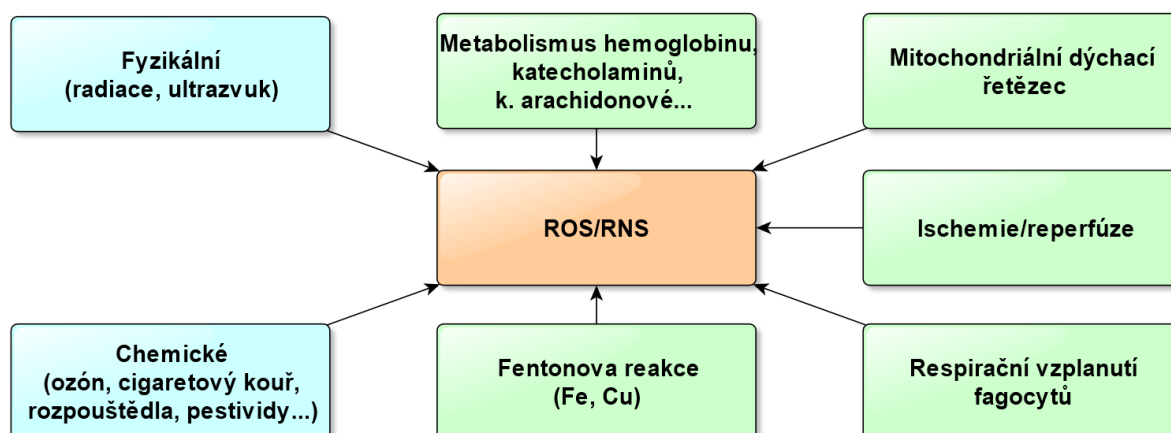 Fyzikální
(radiace, ultrazvuk)
Metabolismus hemoglobinu,
katecholaminů,
k. arachidonové...
Mitochondriální dýchací
řetězec
ROS/RNS
Ischemie/reperfúze
Chemické
(ozón, cigaretový kouř,
rozpouštědla, pestividy...)
Fentonova reakce
(Fe, Cu)
Respirační vzplanutí
fagocytů